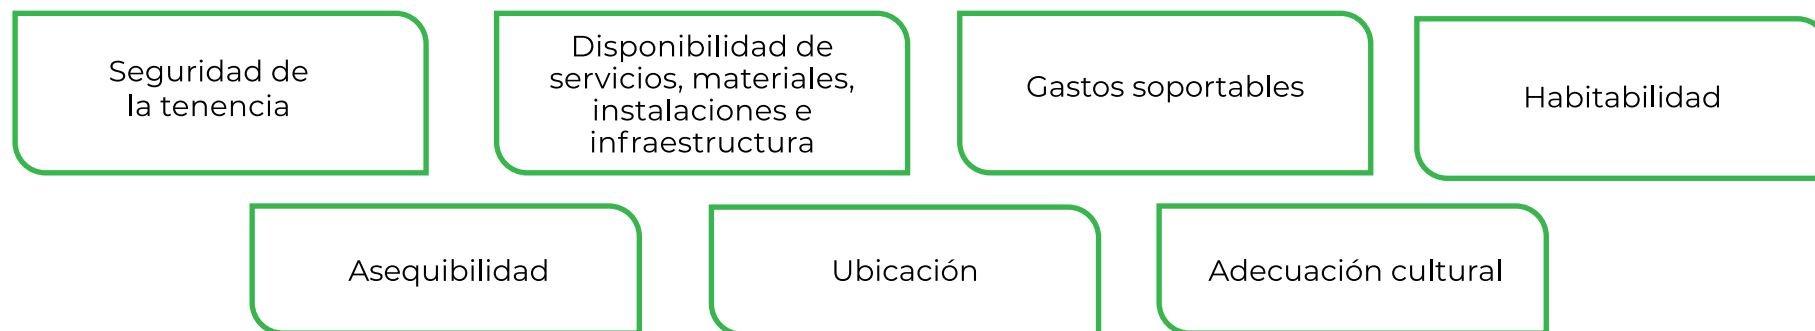 Seguridad de
la tenencia
Disponibilidad de
servicios, materiales,
instalaciones e
infraestructura
Gastos soportables
Habitabilidad
Asequibilidad
Ubicación
Adecuación cultural